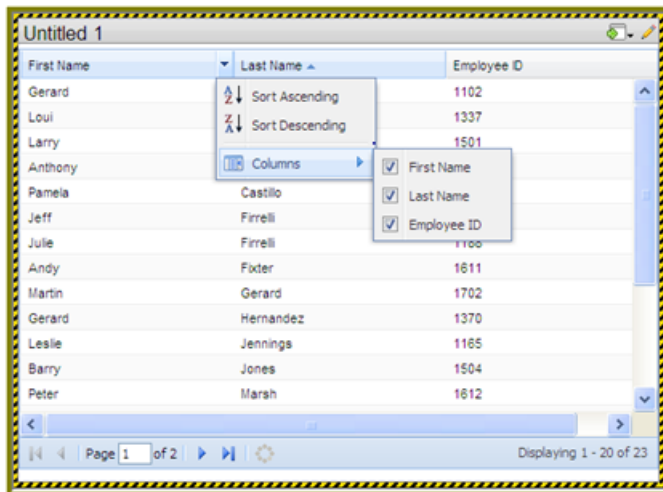 Untitled 1
First Name Last Name Employee ID
Gerard 1102
Loui 1337
Larry 1501
Anthony
Pamela Castillo
Jeff Firrelli
Julie Firrelli 1188
Andy Fixter 1611
Martin Gerard 1702
Gerard Hernandez 1370
Leslie Jennings 1165
Barry Jones 1504
Peter Marsh 1612
A Z Sort Ascending
Z A Sort Descending
Columns
First Name
Last Name
Employee ID
Page 1 of 2 Displaying 1 - 20 of 23